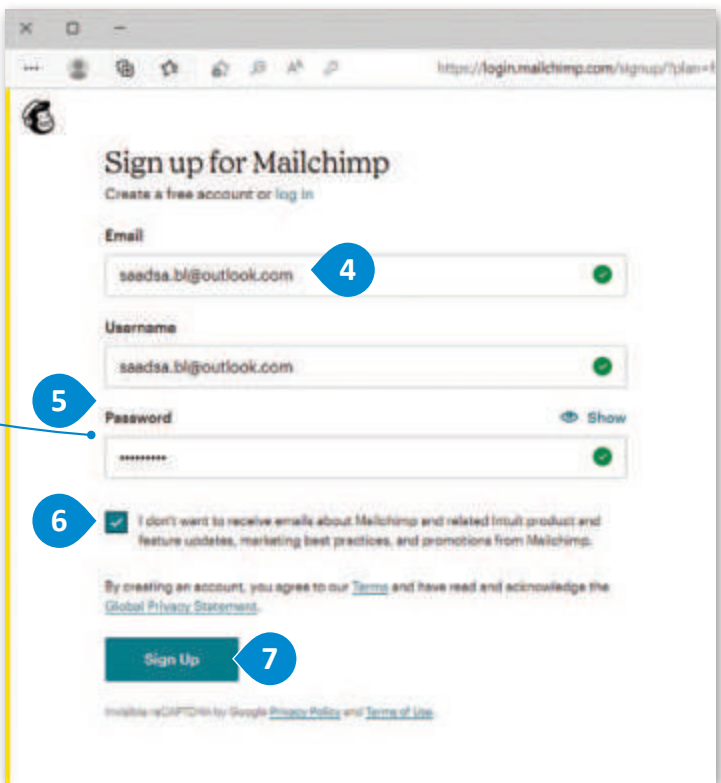 https://login.mailchimp.com/signup/?plan=f
Sign up for Mailchimp
Create a free account or log in
Email
saadsa.bl@outlook.com
4
Username
saadsa.bl@outlook.com
5
Password
Show
•••••••••
6
I don't want to receive emails about Mailchimp and related Intuit product and
feature updates, marketing best practices, and promotions from Mailchimp.
By creating an account, you agree to our Terms and have read and acknowledge the
Global Privacy Statement.
Sign Up
7
Invisible reCAPTCHA by Google Privacy Policy and Terms of Use.